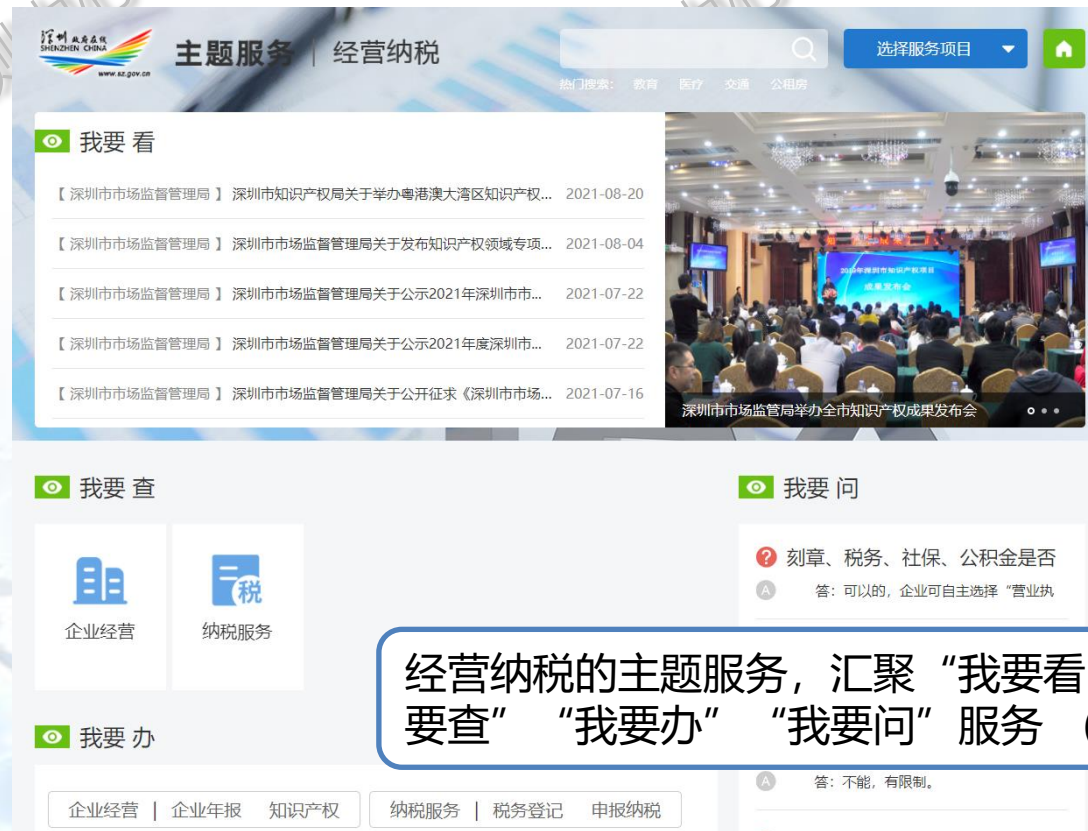 深圳政府在线
SHENZHEN CHINA
www.sz.gov.cn
主题服务 | 经营纳税
选择服务项目
热门搜索: 教育 医疗 交通 公租房
我要 看
【 深圳市市场监督管理局 】 深圳市知识产权局关于举办粤港澳大湾区知识产权... 2021-08-20
【 深圳市市场监督管理局 】 深圳市市场监督管理局关于发布知识产权领域专项... 2021-08-04
【 深圳市市场监督管理局 】 深圳市市场监督管理局关于公示2021年深圳市市... 2021-07-22
【 深圳市市场监督管理局 】 深圳市市场监督管理局关于公示2021年度深圳市... 2021-07-22
【 深圳市市场监督管理局 】 深圳市市场监督管理局关于公开征求《深圳市市场... 2021-07-16
成果发布会
深圳市市场监管局举办全市知识产权成果发布会
我要 查
税
企业经营
纳税服务
我要 问
? 刻章、税务、社保、公积金是否
A 答：可以的，企业可自主选择“营业执
经营纳税的主题服务，汇聚“我要看
要查”“我要办”“我要问”服务（
A 答：不能，有限制。
我要 办
企业经营 | 企业年报 知识产权
纳税服务 | 税务登记 申报纳税